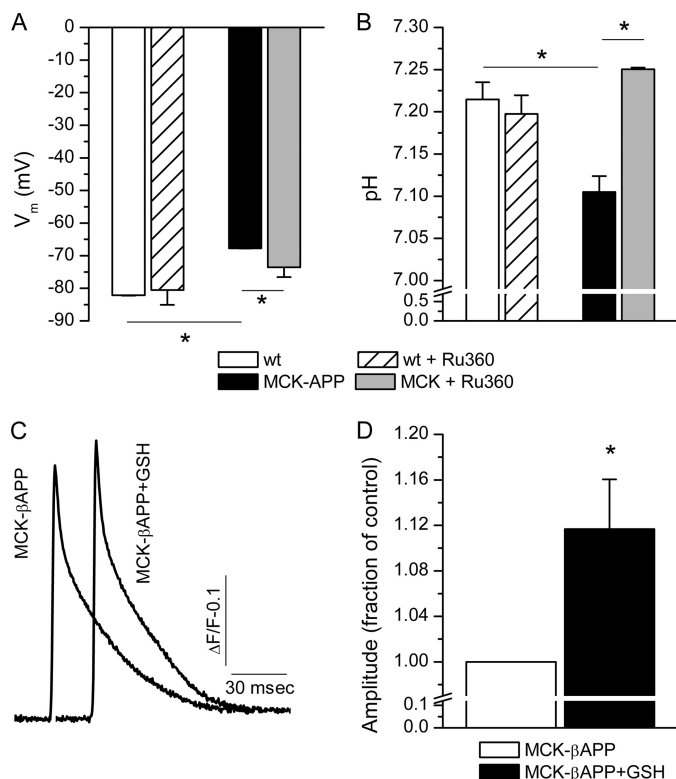 A
0
-10
-20
-30
-40
-50
-60
-70
-80
-90
Vm (mV)
*
*
B
7.30
7.25
7.20
7.15
7.10
7.05
7.00
0.5
0.0
pH
*
*
wt
wt + Ru360
MCK-APP
MCK + Ru360
C
MCK-βAPP
MCK-βAPP+GSH
ΔF/F-0.1
30 msec
D
1.20
1.16
1.12
1.08
1.04
1.00
0.1
0.0
Amplitude (fraction of control)
*
MCK-βAPP
MCK-βAPP+GSH